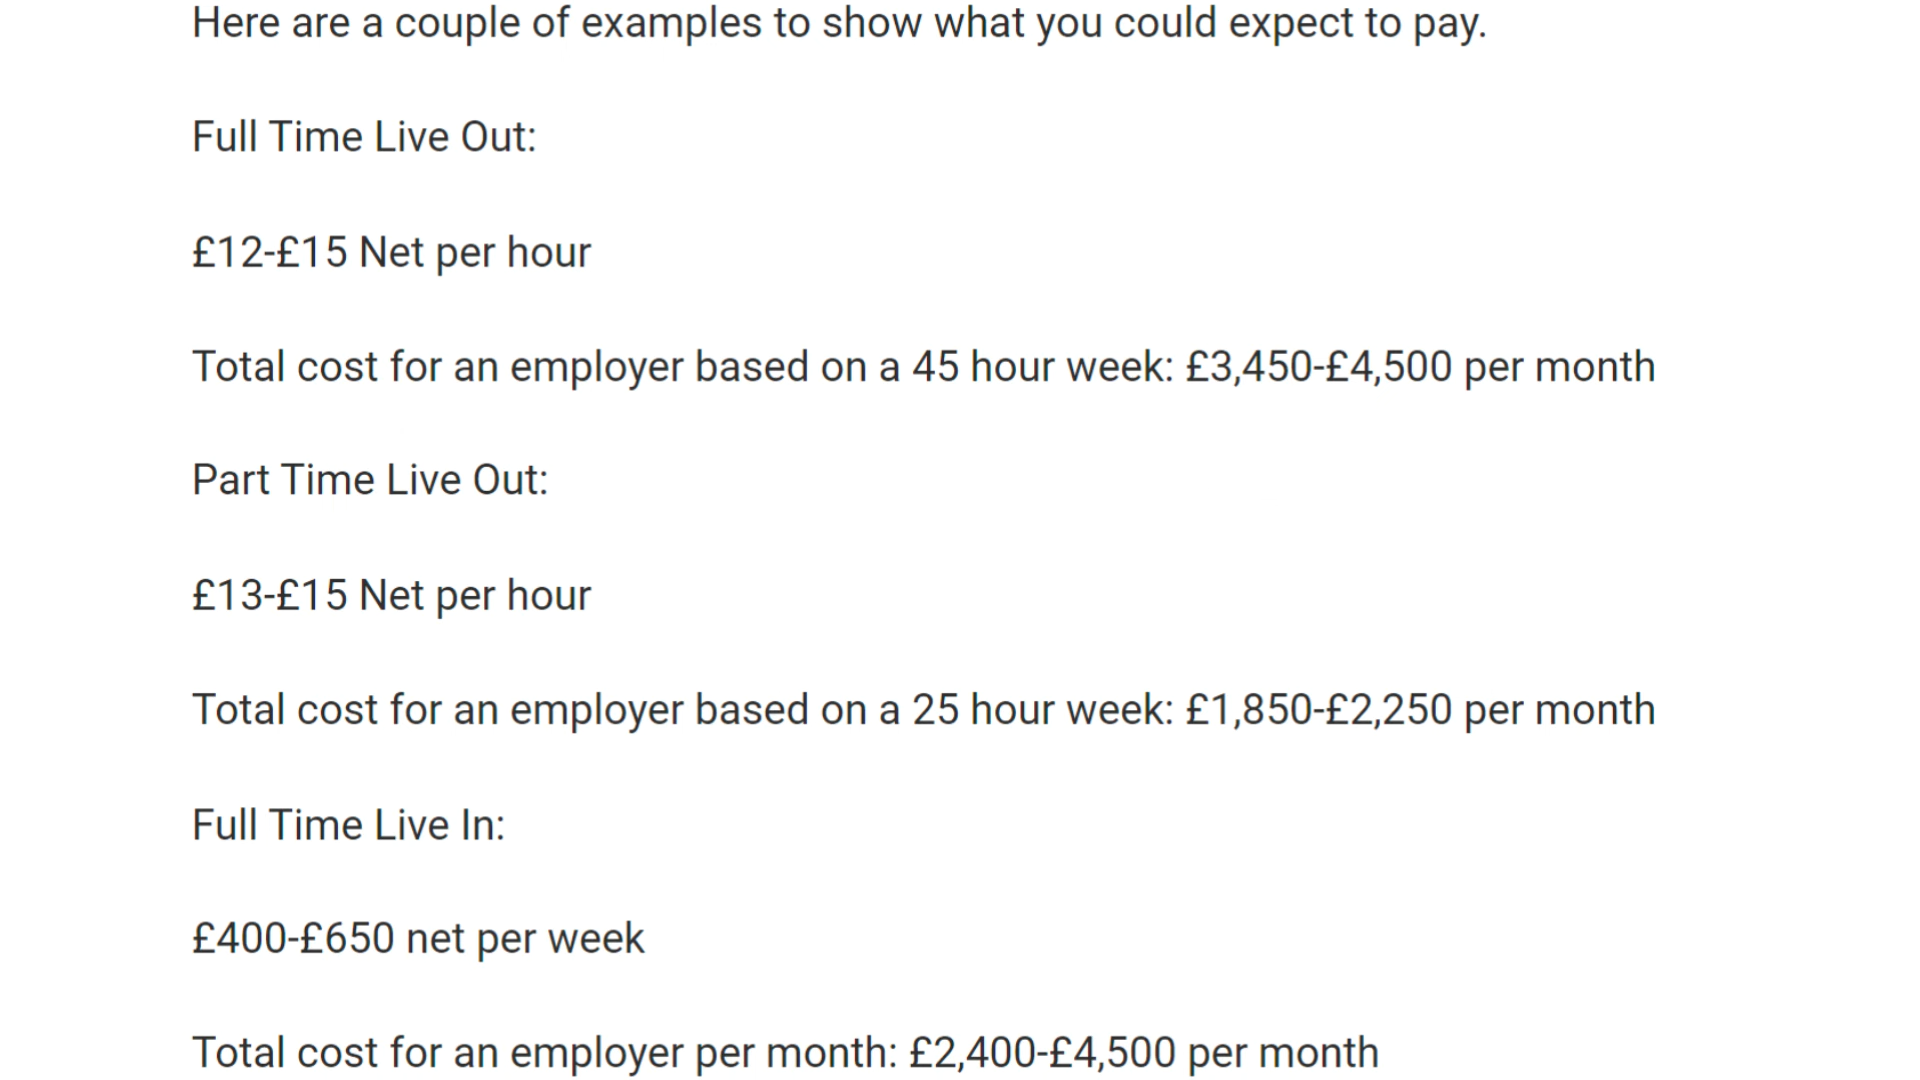 Here are a couple of examples to show what you could expect to pay.
Full Time Live Out:
£12-£15 Net per hour
Total cost for an employer based on a 45 hour week: £3,450-£4,500 per month
Part Time Live Out:
£13-£15 Net per hour
Total cost for an employer based on a 25 hour week: £1,850-£2,250 per month
Full Time Live In:
£400-£650 net per week
Total cost for an employer per month: £2,400-£4,500 per month